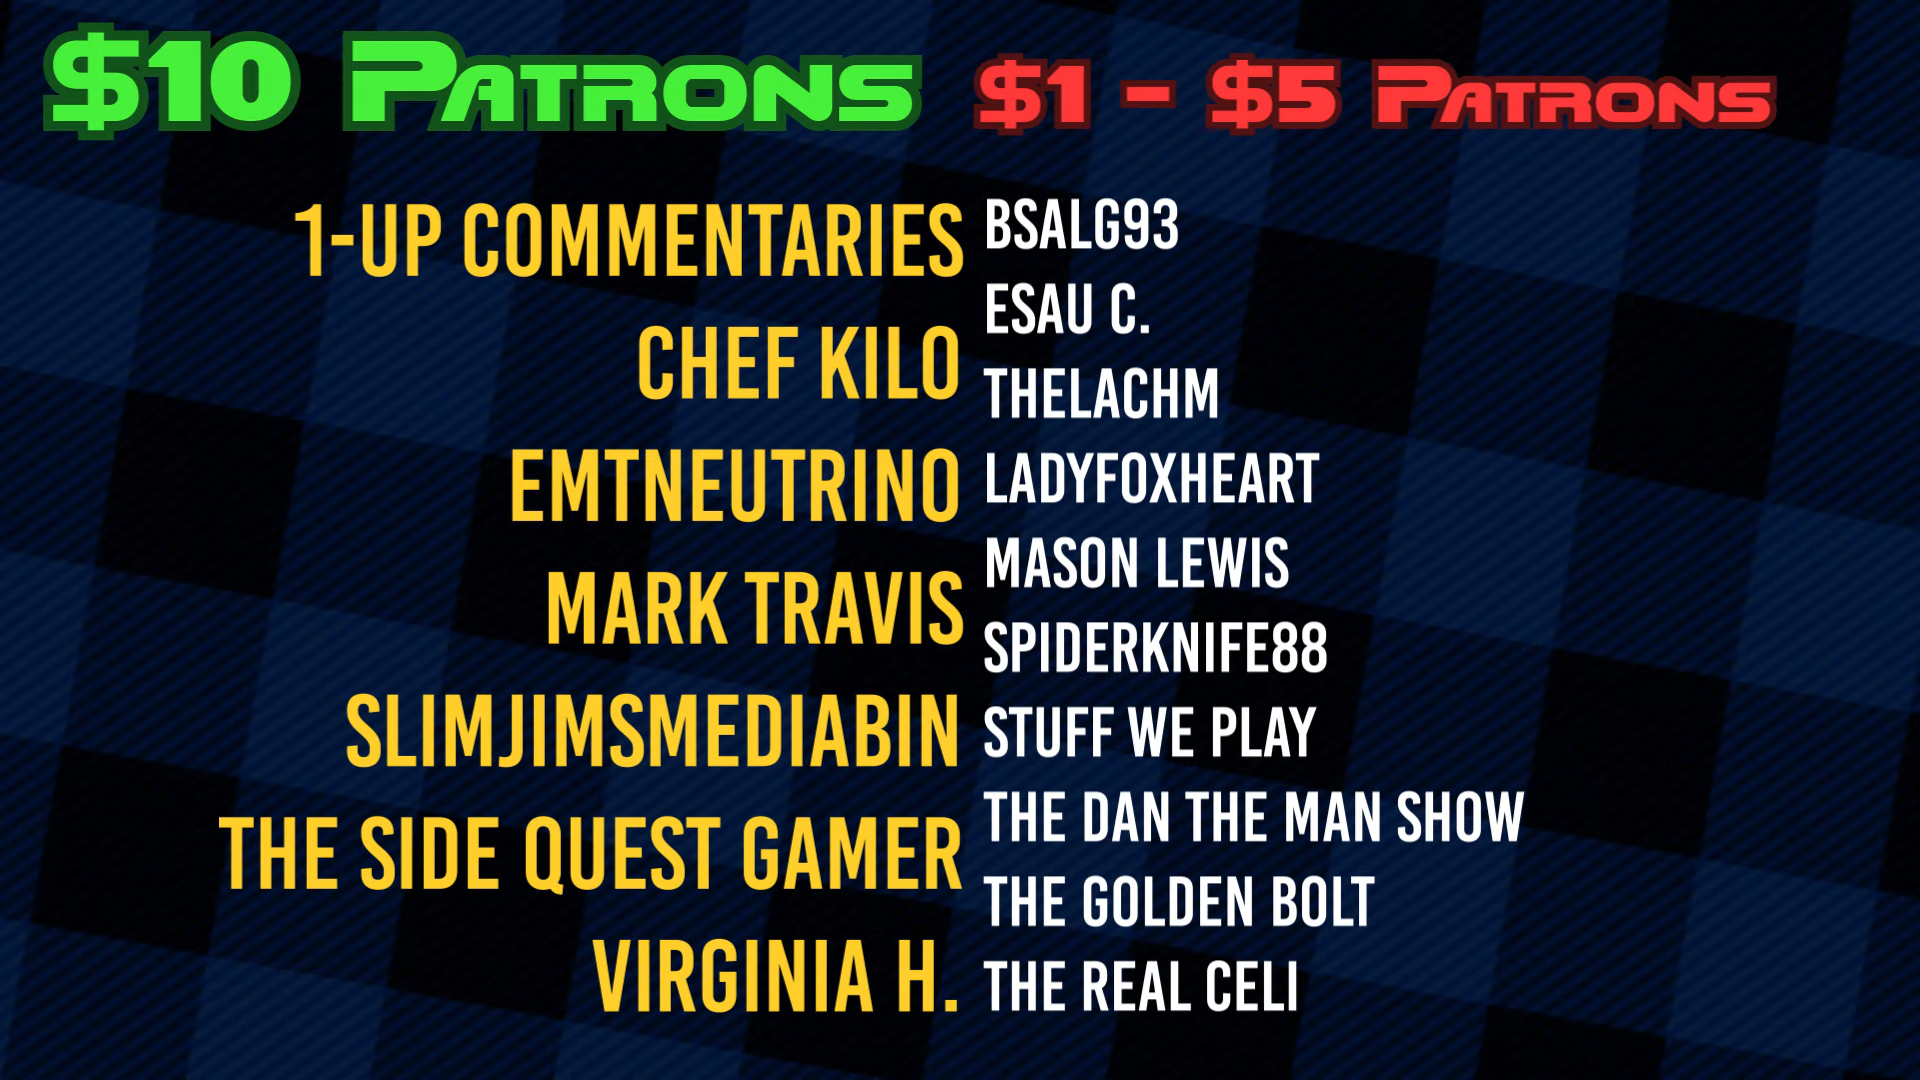 $10 Patrons
1-UP COMMENTARIES
CHEF KILO
EMTNEUTRINO
MARK TRAVIS
SLIMJIMSMEDIABIN
THE SIDE QUEST GAMER
VIRGINIA H.
$1 - $5 Patrons
BSALG93
ESAU C.
THELACHM
LADYFOXHEART
MASON LEWIS
SPIDERKNIFE88
STUFF WE PLAY
THE DAN THE MAN SHOW
THE GOLDEN BOLT
THE REAL CELI